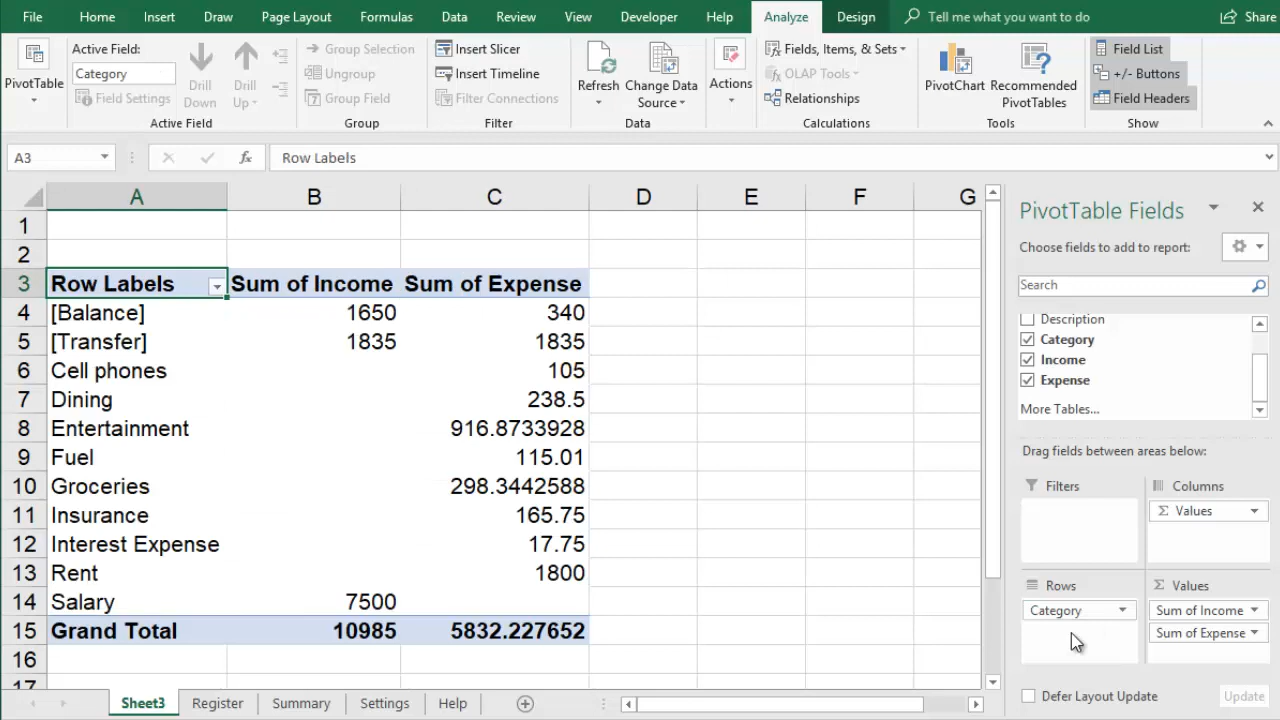 File Home Insert Draw Page Layout Formulas Data Review View Developer Help Analyze Design Tell me what you want to do Share
PivotTable
Active Field:
Category
Field Settings
Drill Down
Drill Up
Active Field
Group Selection
Ungroup
Group Field
Group
Insert Slicer
Insert Timeline
Filter Connections
Filter
Refresh
Change Data Source
Data
Actions
Fields, Items, & Sets
OLAP Tools
Relationships
Calculations
PivotChart
Recommended PivotTables
Tools
Field List
+/- Buttons
Field Headers
Show
A3 fx Row Labels
A B C D E F G
1
2
3 Row Labels Sum of Income Sum of Expense
4 [Balance] 1650 340
5 [Transfer] 1835 1835
6 Cell phones 105
7 Dining 238.5
8 Entertainment 916.8733928
9 Fuel 115.01
10 Groceries 298.3442588
11 Insurance 165.75
12 Interest Expense 17.75
13 Rent 1800
14 Salary 7500
15 Grand Total 10985 5832.227652
16
17
PivotTable Fields
Choose fields to add to report:
Search
Description
Category
Income
Expense
More Tables...
Drag fields between areas below:
Filters
Columns
Σ Values
Rows
Category
Σ Values
Sum of Income
Sum of Expense
Defer Layout Update Update
Sheet3 Register Summary Settings Help